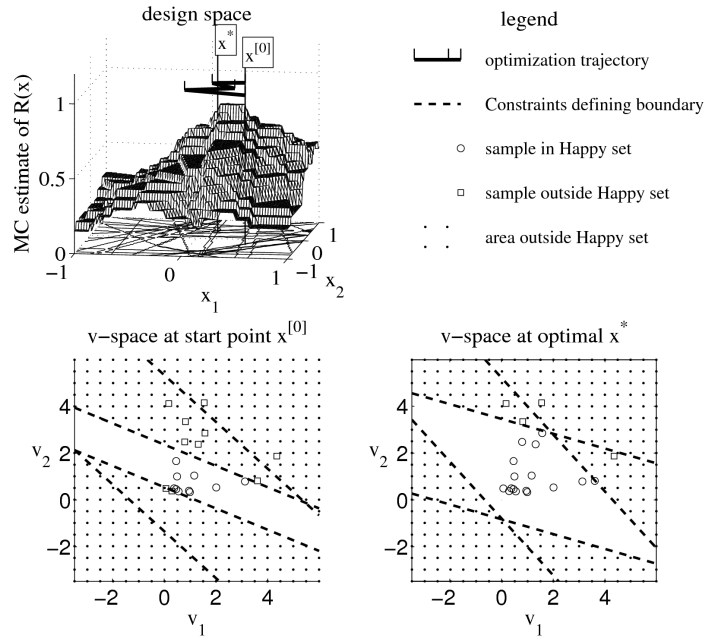 design space
x*
x[0]
MC estimate of R(x)
1
0.5
0
−1
0
1
x1
−1
0
1
x2
legend
optimization trajectory
Constraints defining boundary
sample in Happy set
sample outside Happy set
area outside Happy set
v−space at start point x[0]
v2
4
2
0
−2
−2
0
2
4
v1
v−space at optimal x*
v2
4
2
0
−2
−2
0
2
4
v1